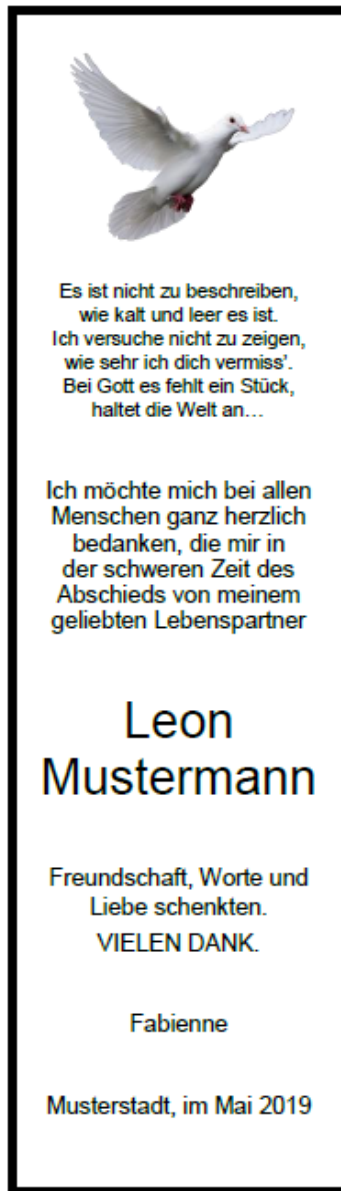 Es ist nicht zu beschreiben,
wie kalt und leer es ist.
Ich versuche nicht zu zeigen,
wie sehr ich dich vermiss’.
Bei Gott es fehlt ein Stück,
haltet die Welt an…
Ich möchte mich bei allen
Menschen ganz herzlich
bedanken, die mir in
der schweren Zeit des
Abschieds von meinem
geliebten Lebenspartner
Leon
Mustermann
Freundschaft, Worte und
Liebe schenkten.
VIELEN DANK.
Fabienne
Musterstadt, im Mai 2019